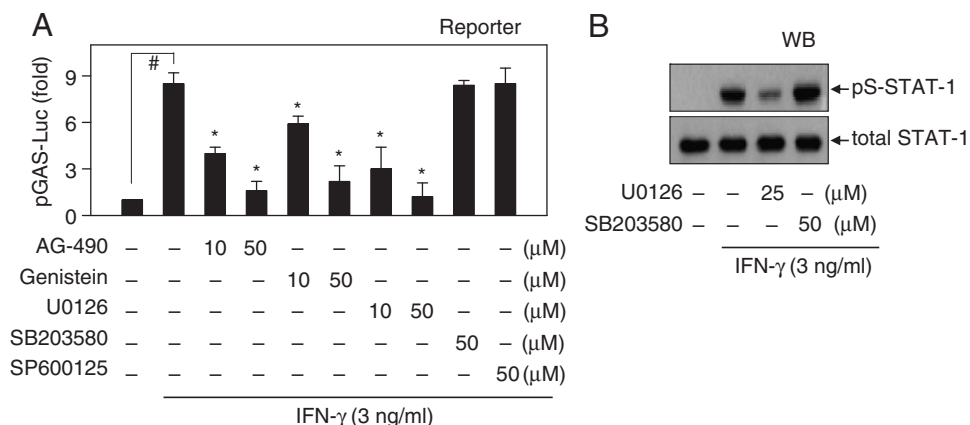 A
Reporter
pGAS-Luc (fold)
9
6
3
0
#
* * * * * *
AG-490 – – 10 50 – – – – – – (μM)
Genistein – – – – 10 50 – – – – (μM)
U0126 – – – – – – 10 50 – – (μM)
SB203580 – – – – – – – – 50 – (μM)
SP600125 – – – – – – – – – 50 (μM)
IFN-γ (3 ng/ml)
B
WB
pS-STAT-1
total STAT-1
U0126 – – 25 – (μM)
SB203580 – – – 50 (μM)
IFN-γ (3 ng/ml)